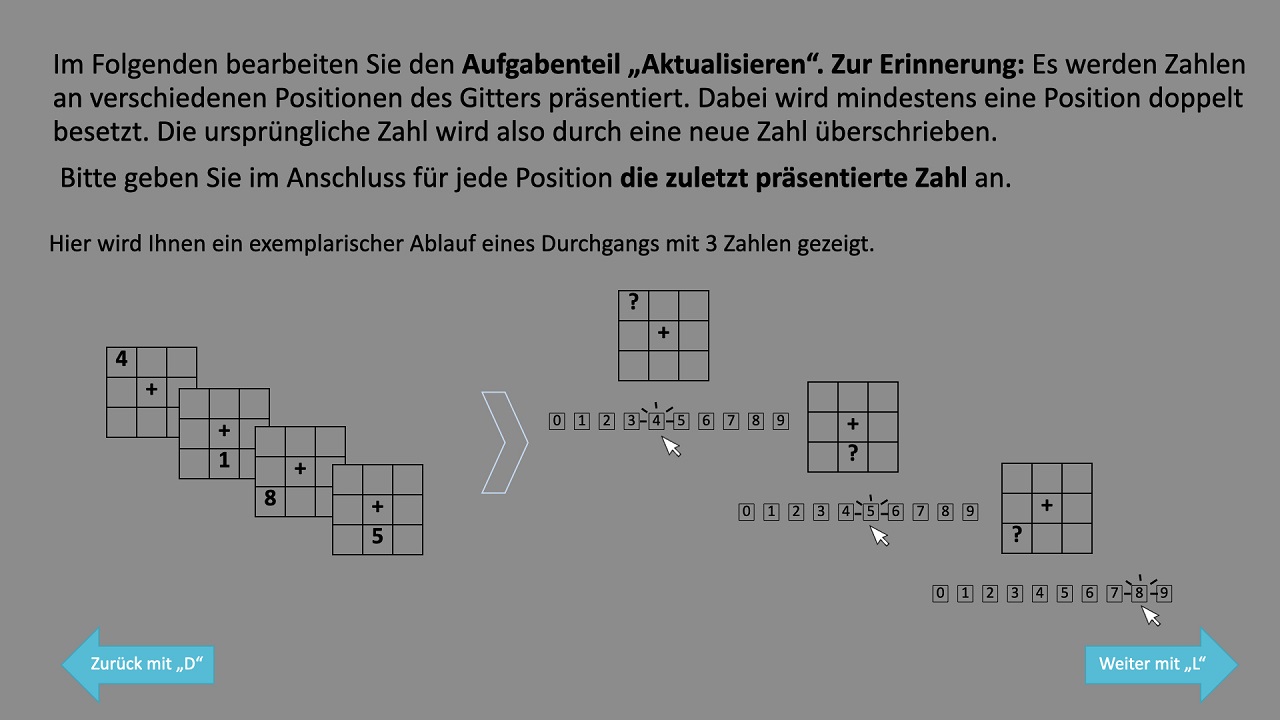 Im Folgenden bearbeiten Sie den Aufgabenteil „Aktualisieren“. Zur Erinnerung: Es werden Zahlen
an verschiedenen Positionen des Gitters präsentiert. Dabei wird mindestens eine Position doppelt
besetzt. Die ursprüngliche Zahl wird also durch eine neue Zahl überschrieben.
Bitte geben Sie im Anschluss für jede Position die zuletzt präsentierte Zahl an.
Hier wird Ihnen ein exemplarischer Ablauf eines Durchgangs mit 3 Zahlen gezeigt.
4
+
+
1
+
8
+
5
?
+
0 1 2 3 4 5 6 7 8 9
+
?
0 1 2 3 4 5 6 7 8 9
+
?
0 1 2 3 4 5 6 7 8 9
Zurück mit „D“
Weiter mit „L“